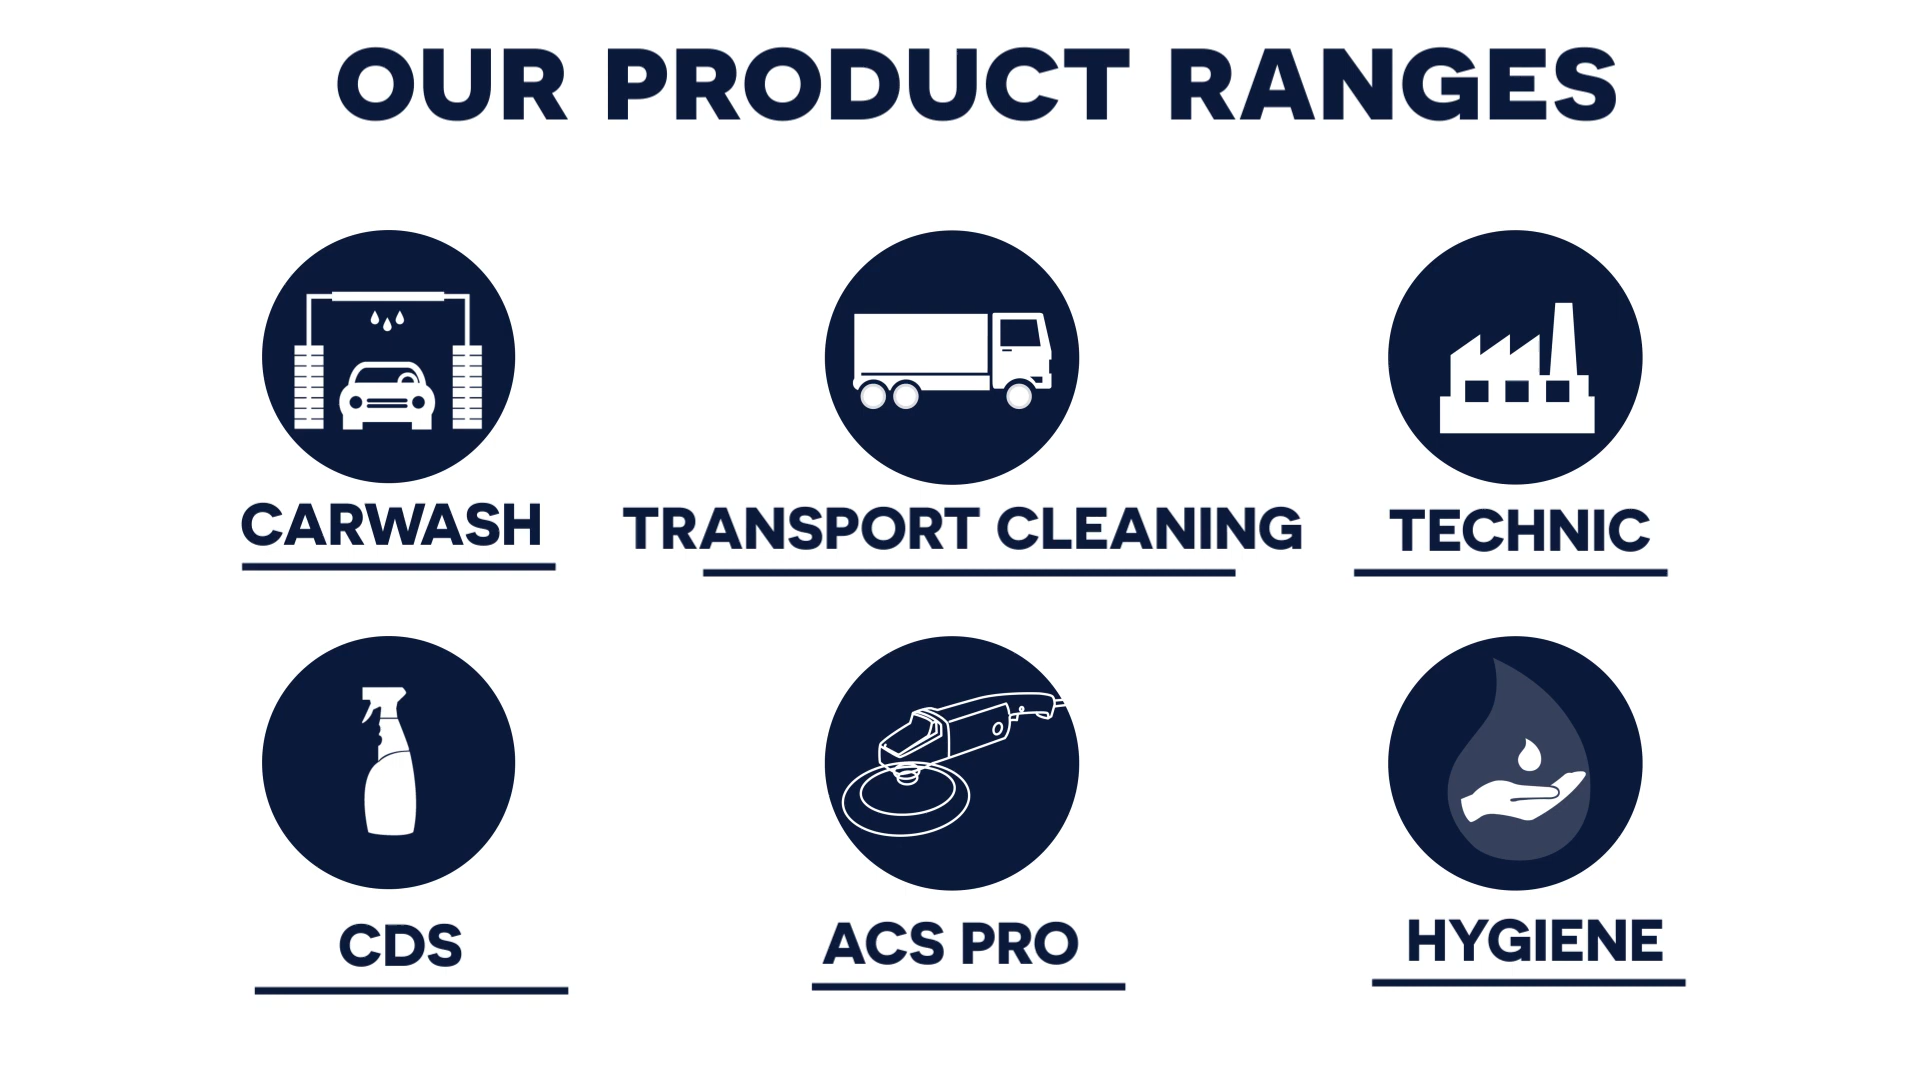 OUR PRODUCT RANGES
CARWASH
TRANSPORT CLEANING
TECHNIC
CDS
ACS PRO
HYGIENE